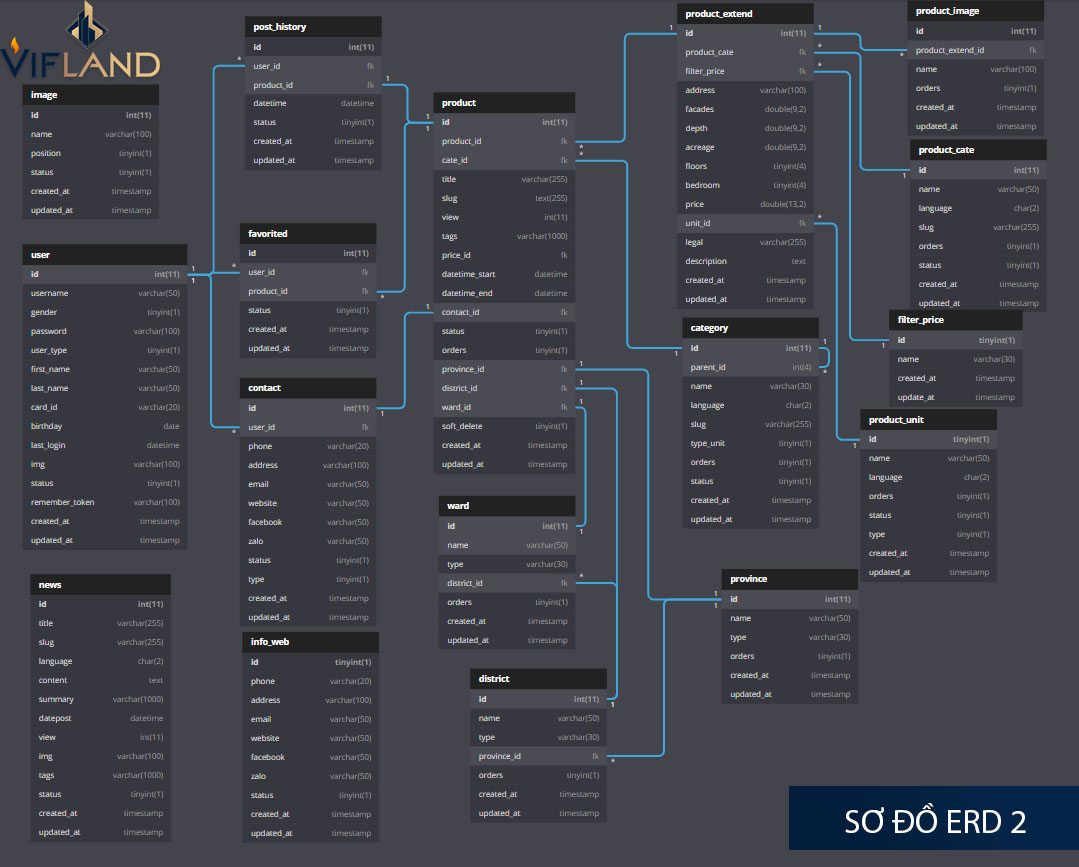 VIFLAND
image
id int(11)
name varchar(100)
position tinyint(1)
status tinyint(1)
created_at timestamp
updated_at timestamp
user
id int(11)
username varchar(50)
gender tinyint(1)
password varchar(100)
user_type tinyint(1)
first_name varchar(50)
last_name varchar(50)
card_id varchar(20)
birthday date
last_login datetime
img varchar(100)
status tinyint(1)
remember_token varchar(100)
created_at timestamp
updated_at timestamp
news
id int(11)
title varchar(255)
slug varchar(255)
language char(2)
content text
summary varchar(1000)
datepost datetime
view int(11)
img varchar(100)
tags varchar(1000)
status tinyint(1)
created_at timestamp
updated_at timestamp
post_history
id int(11)
* user_id fk
product_id fk 1
datetime datetime
status tinyint(1)
created_at timestamp
updated_at timestamp
favorited
id int(11)
1 * user_id fk
1
product_id fk *
status tinyint(1)
created_at timestamp
updated_at timestamp
contact
id int(11) 1
* user_id fk
phone varchar(20)
address varchar(100)
email varchar(50)
website varchar(50)
facebook varchar(50)
zalo varchar(50)
status tinyint(1)
type tinyint(1)
created_at timestamp
updated_at timestamp
info_web
id tinyint(1)
phone varchar(20)
address varchar(100)
email varchar(50)
website varchar(50)
facebook varchar(50)
zalo varchar(50)
status tinyint(1)
created_at timestamp
updated_at timestamp
product
1 id int(11)
1
product_id fk *
cate_id fk *
title varchar(255)
slug text(255)
view int(11)
tags varchar(1000)
price_id fk
datetime_start datetime
datetime_end datetime
1 contact_id fk
status tinyint(1)
orders tinyint(1)
province_id fk 1
district_id fk 1
ward_id fk 1
soft_delete tinyint(1)
created_at timestamp
updated_at timestamp
ward
id int(11) 1
name varchar(50)
type varchar(30)
district_id fk *
orders tinyint(1)
created_at timestamp
updated_at timestamp
district
id int(11) 1
name varchar(50)
type varchar(30)
province_id fk *
orders tinyint(1)
created_at timestamp
updated_at timestamp
product_extend
1 id int(11) 1
product_cate fk *
filter_price fk *
address varchar(100)
facades double(9,2)
depth double(9,2)
acreage double(9,2)
floors tinyint(4)
bedroom tinyint(4)
price double(13,2)
unit_id fk *
legal varchar(255)
description text
created_at timestamp
updated_at timestamp
category
1 id int(11) 1
parent_id int(4) *
name varchar(30)
language char(2)
slug varchar(255)
type_unit tinyint(1)
orders tinyint(1)
status tinyint(1)
created_at timestamp
updated_at timestamp
province
1 id int(11)
1
name varchar(50)
type varchar(30)
orders tinyint(1)
created_at timestamp
updated_at timestamp
product_image
id int(11)
* product_extend_id fk
name varchar(100)
orders tinyint(1)
created_at timestamp
updated_at timestamp
product_cate
1 id int(11)
name varchar(50)
language char(2)
slug varchar(255)
orders tinyint(1)
status tinyint(1)
created_at timestamp
updated_at timestamp
filter_price
1 id tinyint(1)
name varchar(30)
created_at timestamp
update_at timestamp
product_unit
1 id tinyint(1)
name varchar(50)
language char(2)
orders tinyint(1)
status tinyint(1)
type tinyint(1)
created_at timestamp
updated_at timestamp
SƠ ĐỒ ERD 2